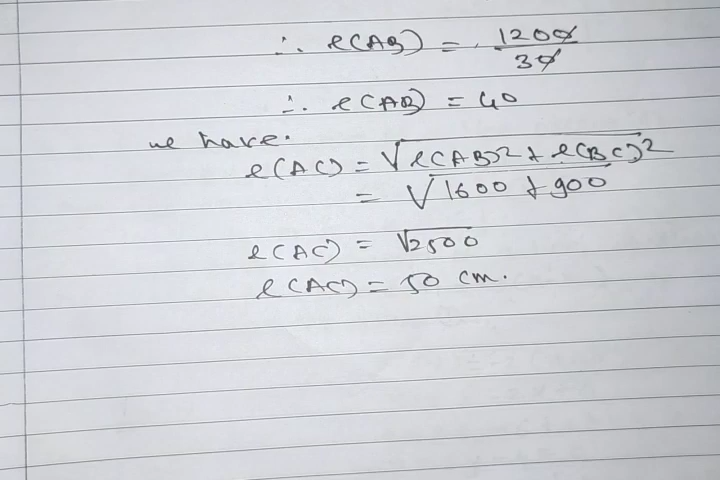 ∴ l(AB) = 1200/30
∴ l(AB) = 40
we have.
l(AC) = √l(AB)2 + l(BC)2
= √1600 + 900
l(AC) = √2500
l(AC) = 50 cm.